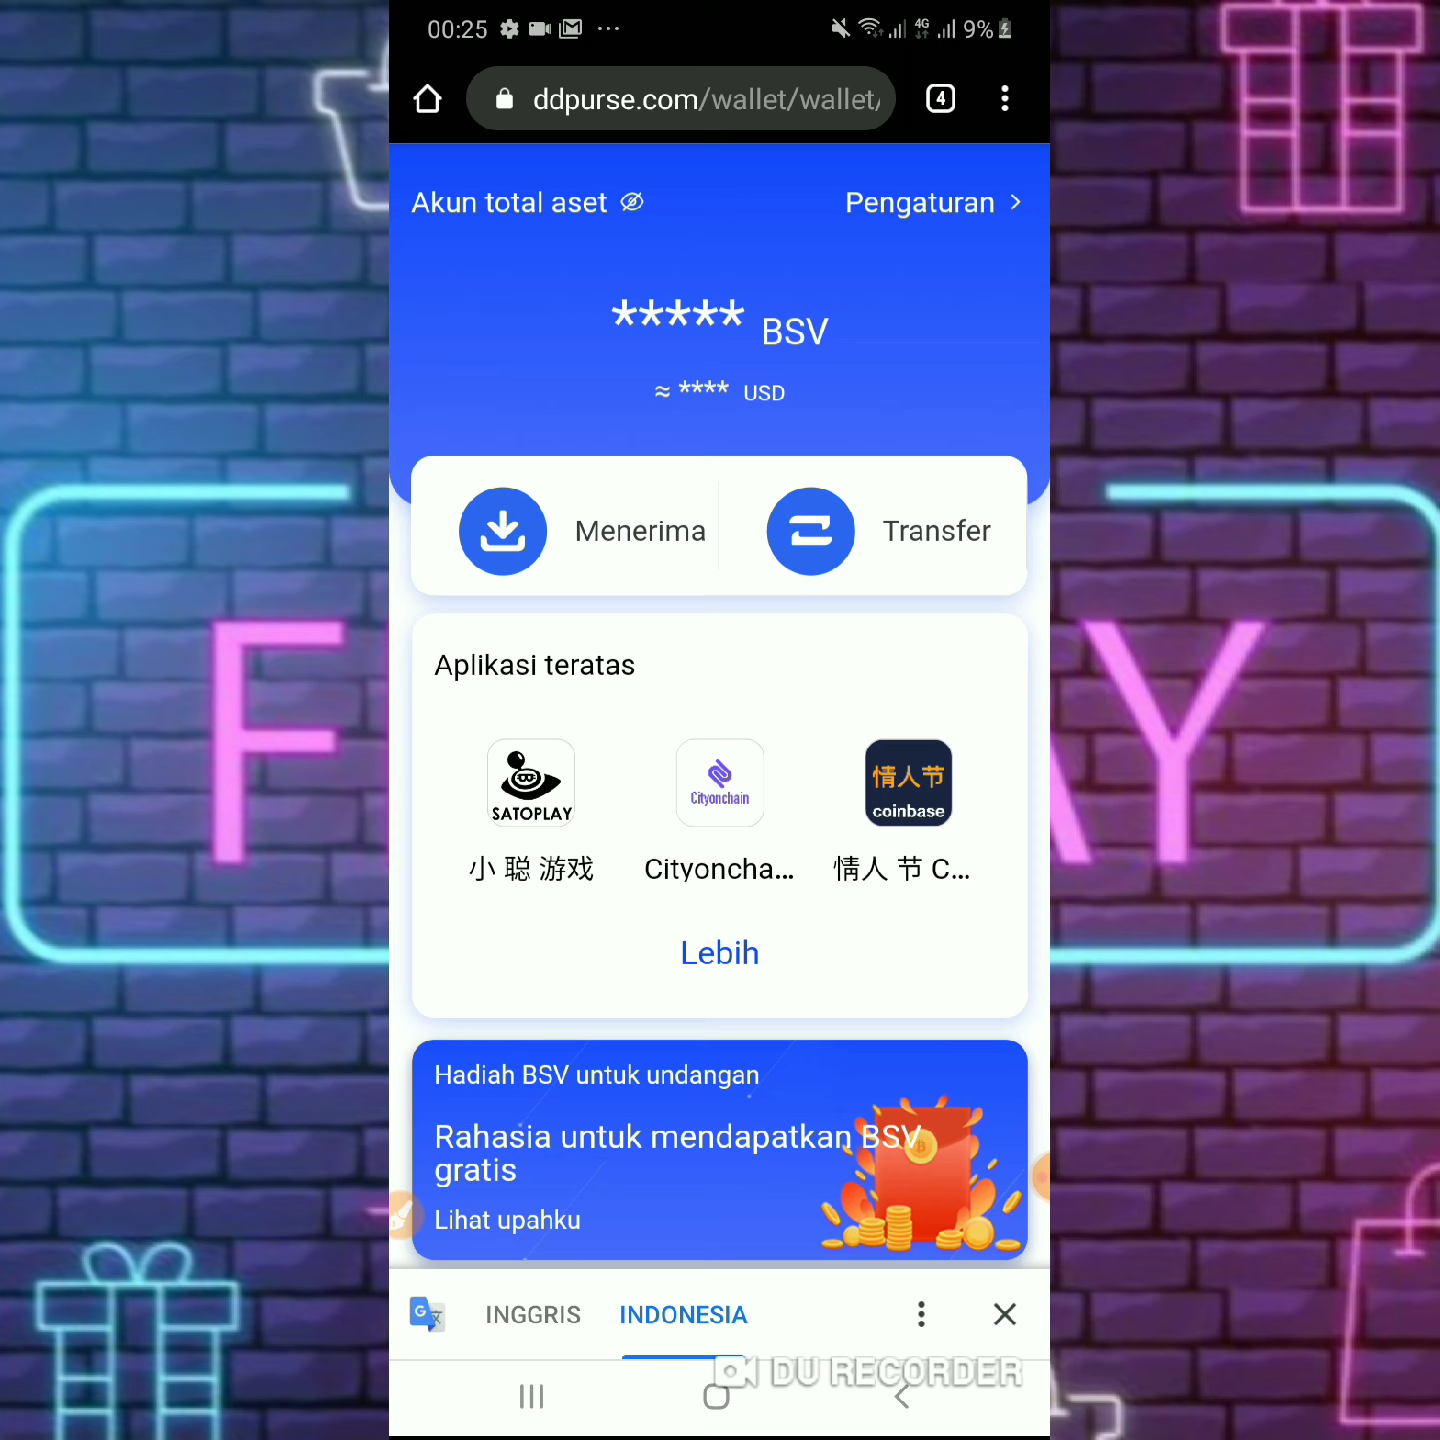 00:25
4G
9%
ddpurse.com/wallet/wallet/
4
Akun total aset
Pengaturan
***** BSV
≈ **** USD
Menerima
Transfer
Aplikasi teratas
SATOPLAY
Cityonchain
情人节
coinbase
小 聪 游戏
Cityoncha...
情人 节 C...
Lebih
Hadiah BSV untuk undangan
Rahasia untuk mendapatkan BSV
gratis
Lihat upahku
INGGRIS
INDONESIA
DU RECORDER
F
AY